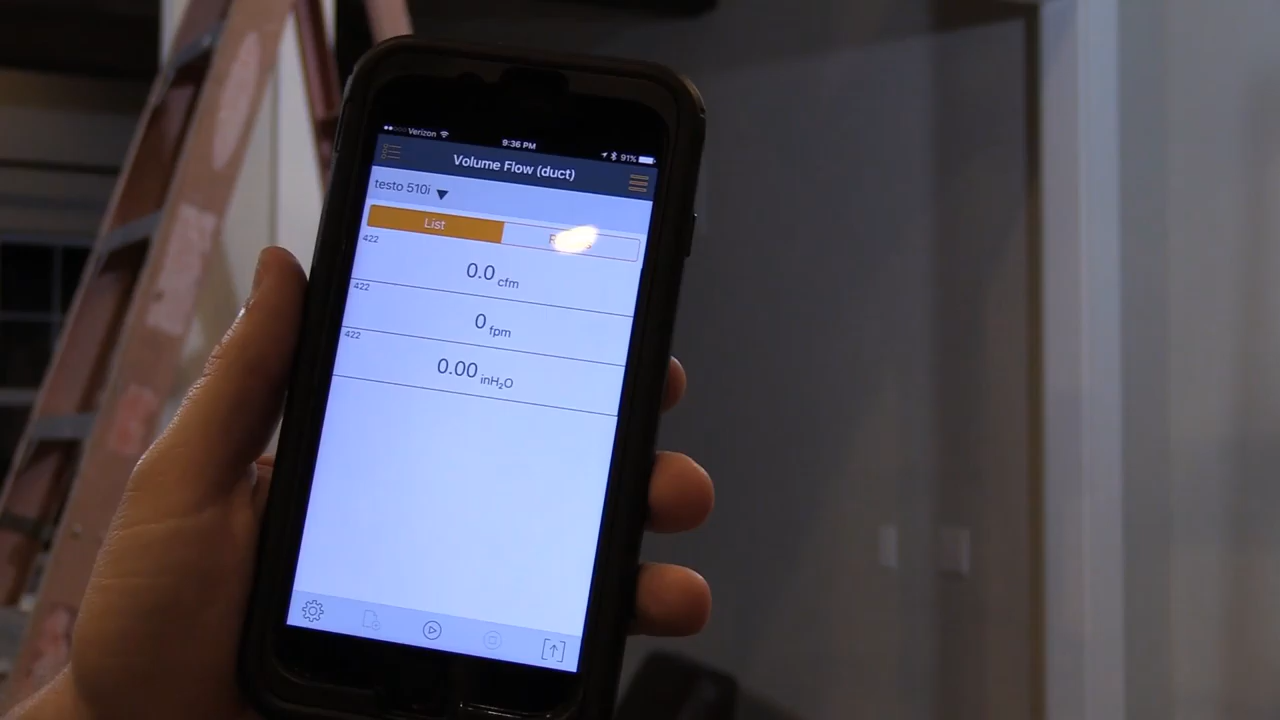 Verizon
9:36 PM
91%
Volume Flow (duct)
testo 510i
List
422
0.0 cfm
422
0 fpm
422
0.00 inH₂O